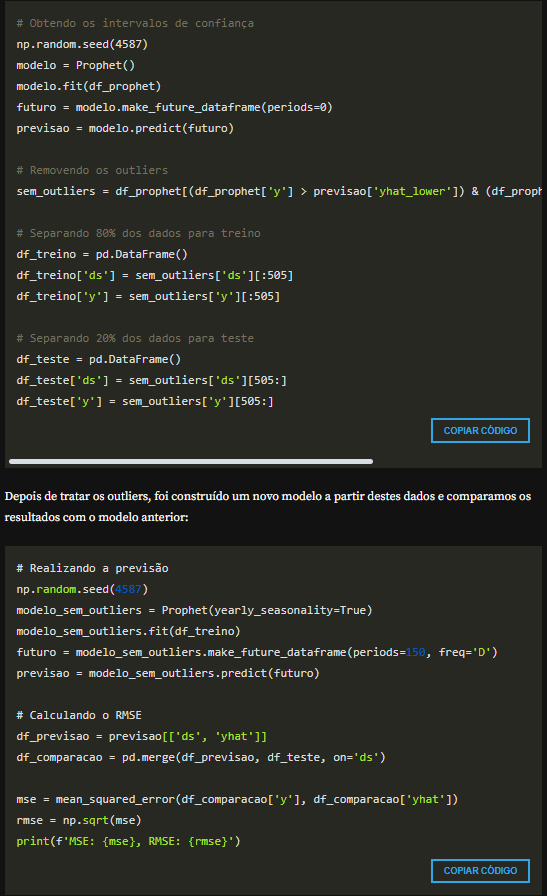 # Obtendo os intervalos de confiança
np.random.seed(4587)
modelo = Prophet()
modelo.fit(df_prophet)
futuro = modelo.make_future_dataframe(periods=0)
previsao = modelo.predict(futuro)
# Removendo os outliers
sem_outliers = df_prophet[(df_prophet['y'] > previsao['yhat_lower']) & (df_proph
# Separando 80% dos dados para treino
df_treino = pd.DataFrame()
df_treino['ds'] = sem_outliers['ds'][:505]
df_treino['y'] = sem_outliers['y'][:505]
# Separando 20% dos dados para teste
df_teste = pd.DataFrame()
df_teste['ds'] = sem_outliers['ds'][505:]
df_teste['y'] = sem_outliers['y'][505:]
COPIAR CÓDIGO
Depois de tratar os outliers, foi construído um novo modelo a partir destes dados e comparamos os
resultados com o modelo anterior:
# Realizando a previsão
np.random.seed(4587)
modelo_sem_outliers = Prophet(yearly_seasonality=True)
modelo_sem_outliers.fit(df_treino)
futuro = modelo_sem_outliers.make_future_dataframe(periods=150, freq='D')
previsao = modelo_sem_outliers.predict(futuro)
# Calculando o RMSE
df_previsao = previsao[['ds', 'yhat']]
df_comparacao = pd.merge(df_previsao, df_teste, on='ds')
mse = mean_squared_error(df_comparacao['y'], df_comparacao['yhat'])
rmse = np.sqrt(mse)
print(f'MSE: {mse}, RMSE: {rmse}')
COPIAR CÓDIGO